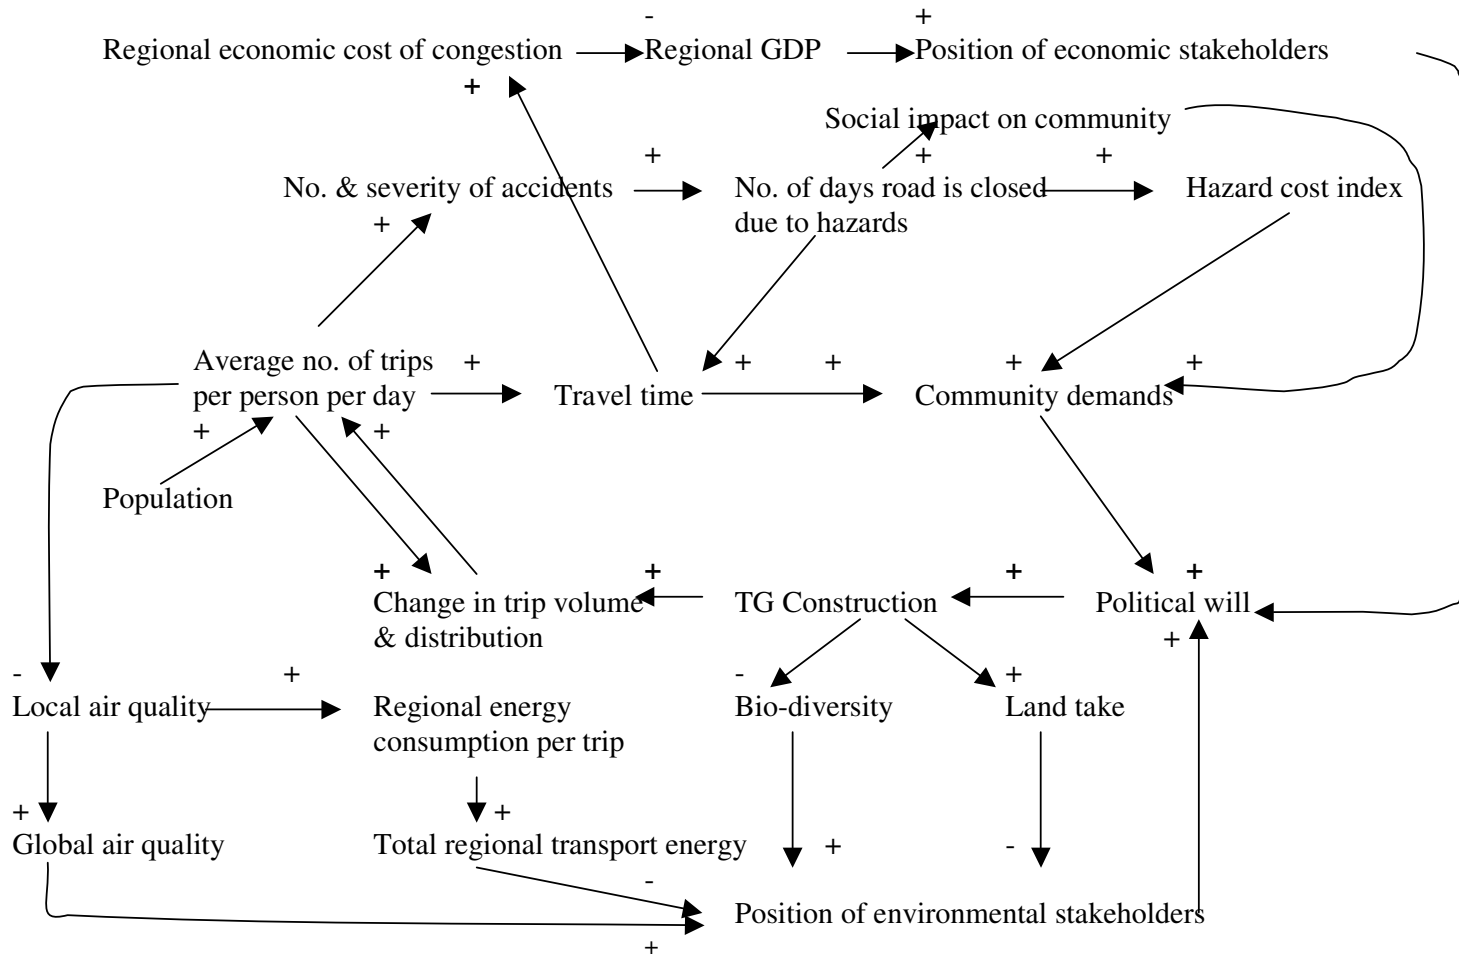 - +
Regional economic cost of congestion Regional GDP Position of economic stakeholders
+
Social impact on community
+ + +
No. & severity of accidents No. of days road is closed Hazard cost index
+ due to hazards
Average no. of trips + + + + +
per person per day Travel time Community demands
+ +
Population
+ + + +
Change in trip volume TG Construction Political will
& distribution +
- + - +
Local air quality Regional energy Bio-diversity Land take
consumption per trip
+ +
Global air quality Total regional transport energy + -
-
Position of environmental stakeholders
+